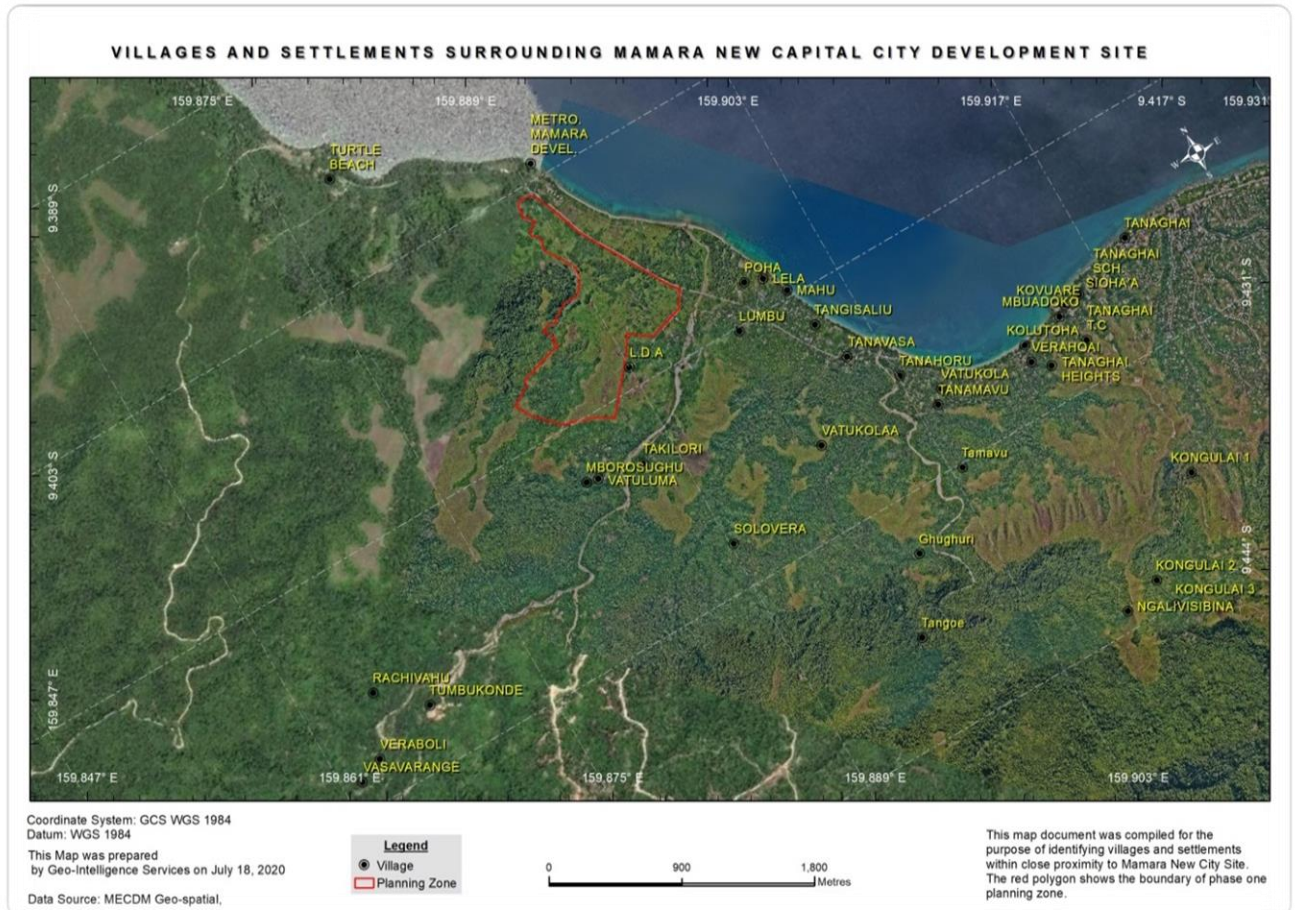 VILLAGES AND SETTLEMENTS SURROUNDING MAMARA NEW CAPITAL CITY DEVELOPMENT SITE
159.875° E
159.889° E
159.903° E
159.917° E
9.417° S
159.931°
METRO.
MAMARA
DEVEL.
TURTLE
BEACH
N
E
W
S
9.389° S
TANAGHAI
TANAGHAI
SCH.
SIOHA'A
9.431° S
POHA
LELA
MAHU
KOVUARE
MBUADOKO
LUMBU
TANGISALIU
TANAGHAI
T.C
KOLUTOHA
VERAHOAI
L.D.A
TANAVASA
TANAHORU
VATUKOLA
TANAMAVU
TANAGHAI
HEIGHTS
VATUKOLAA
TAKILORI
Tamavu
KONGULAI 1
9.403° S
MBOROSUGHU
VATULUMA
SOLOVERA
Ghughuri
9.444° S
KONGULAI 2
KONGULAI 3
NGALIVISIBINA
Tangoe
159.847° E
RACHIVAHU
TUMBUKONDE
VERABOLI
VASAVARANGE
159.847° E
159.861° E
159.875° E
159.889° E
159.903° E
Coordinate System: GCS WGS 1984
Datum: WGS 1984
This Map was prepared
by Geo-Intelligence Services on July 18, 2020
Data Source: MECDM Geo-spatial,
Legend
Village
Planning Zone
0
900
1,800
Metres
This map document was compiled for the
purpose of identifying villages and settlements
within close proximity to Mamara New City Site.
The red polygon shows the boundary of phase one
planning zone.